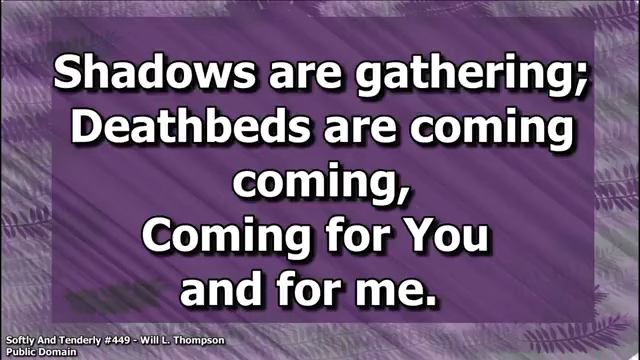 Shadows are gathering;
Deathbeds are coming
coming,
Coming for You
and for me.
Softly And Tenderly #449 - Will L. Thompson
Public Domain